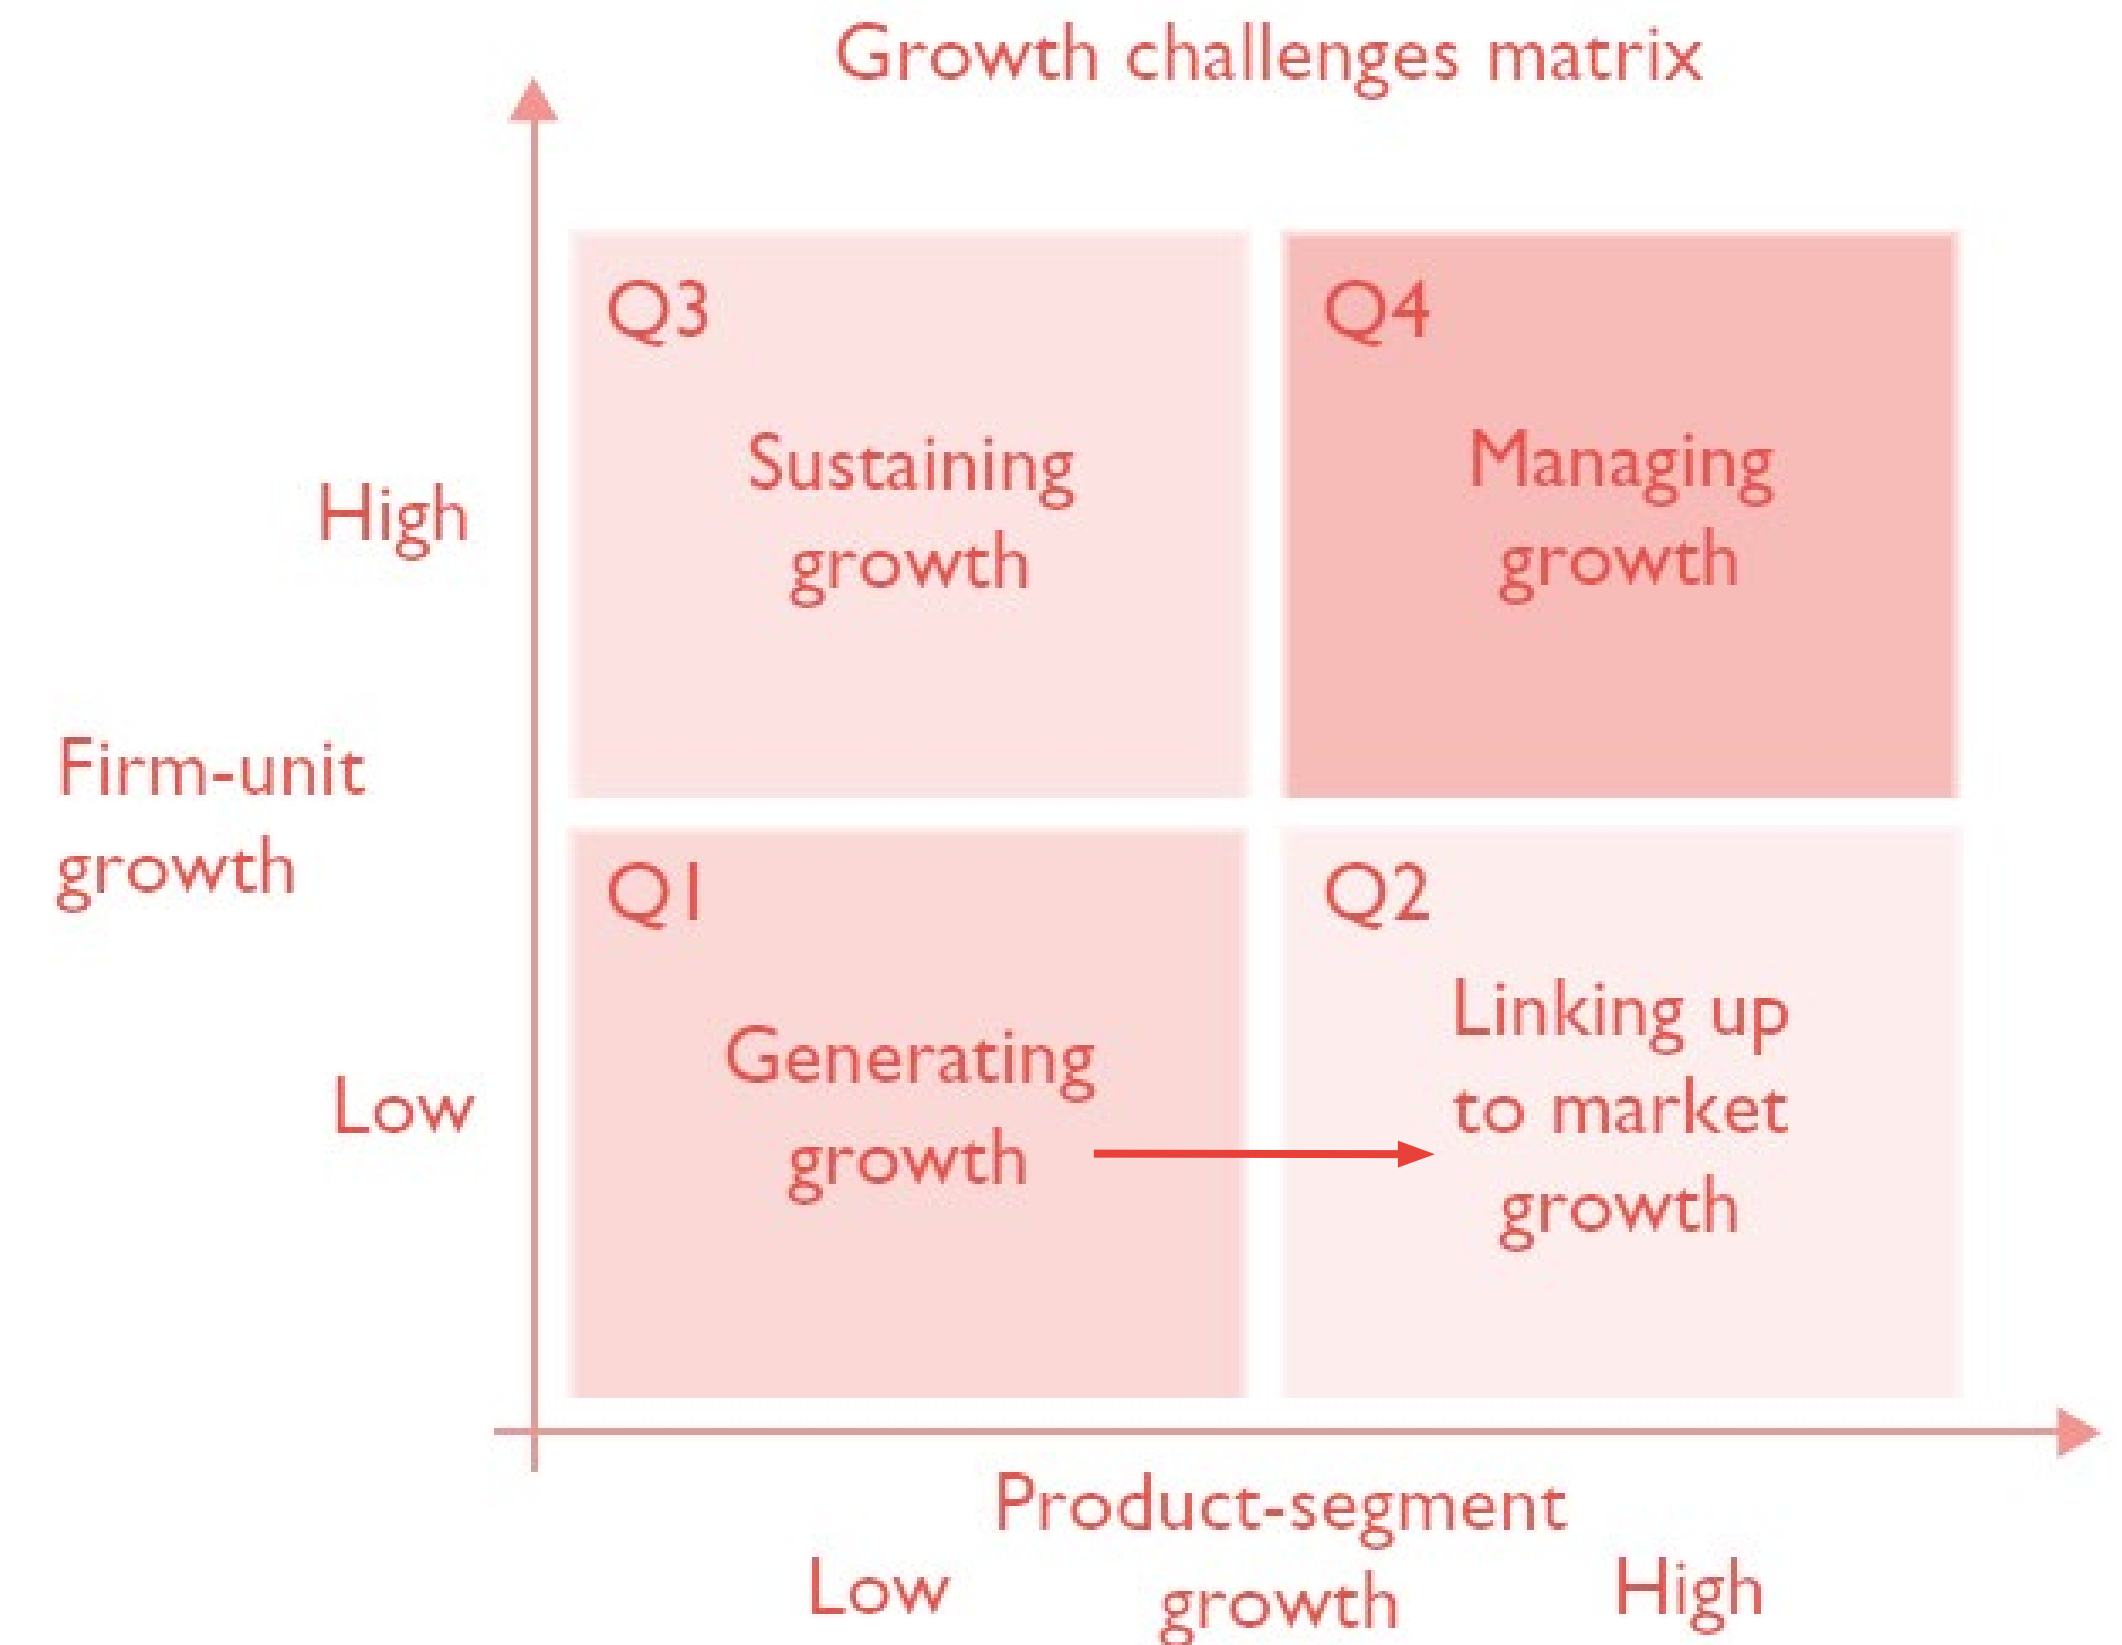 Growth challenges matrix
Q3
Sustaining
growth
Q4
Managing
growth
High
Firm-unit
growth
Low
Q1
Generating
growth
Q2
Linking up
to market
growth
Product-segment
growth
Low
High